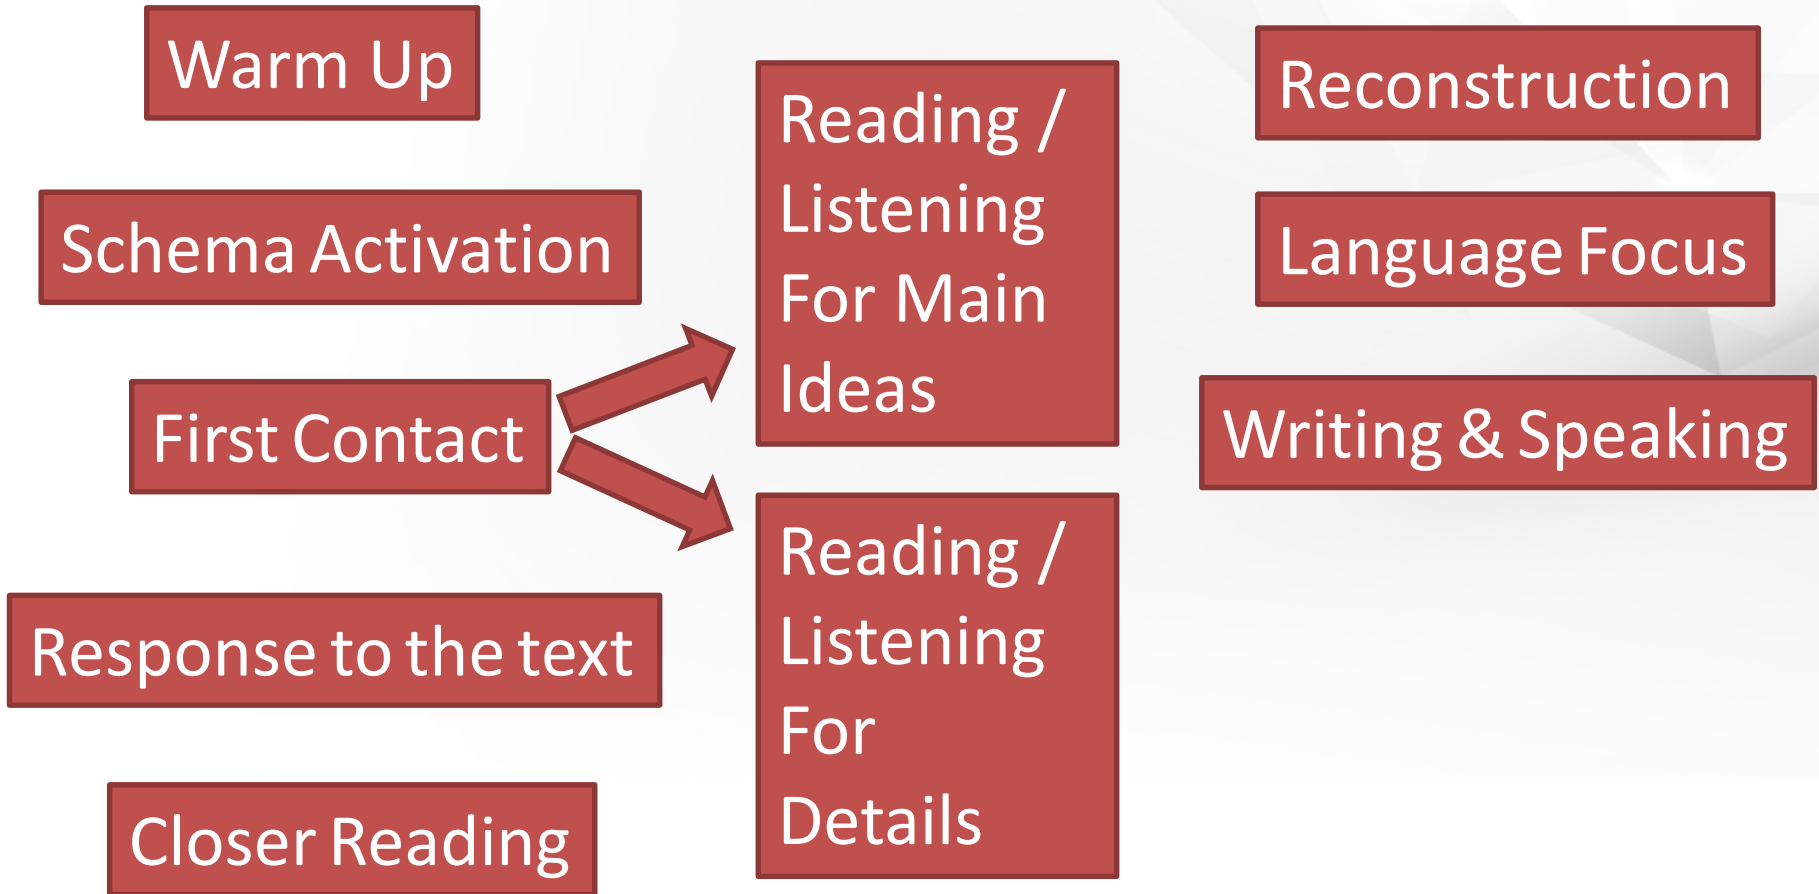 Warm Up
Schema Activation
First Contact
Response to the text
Closer Reading
Reading /
Listening
For Main
Ideas
Reading /
Listening
For
Details
Reconstruction
Language Focus
Writing & Speaking